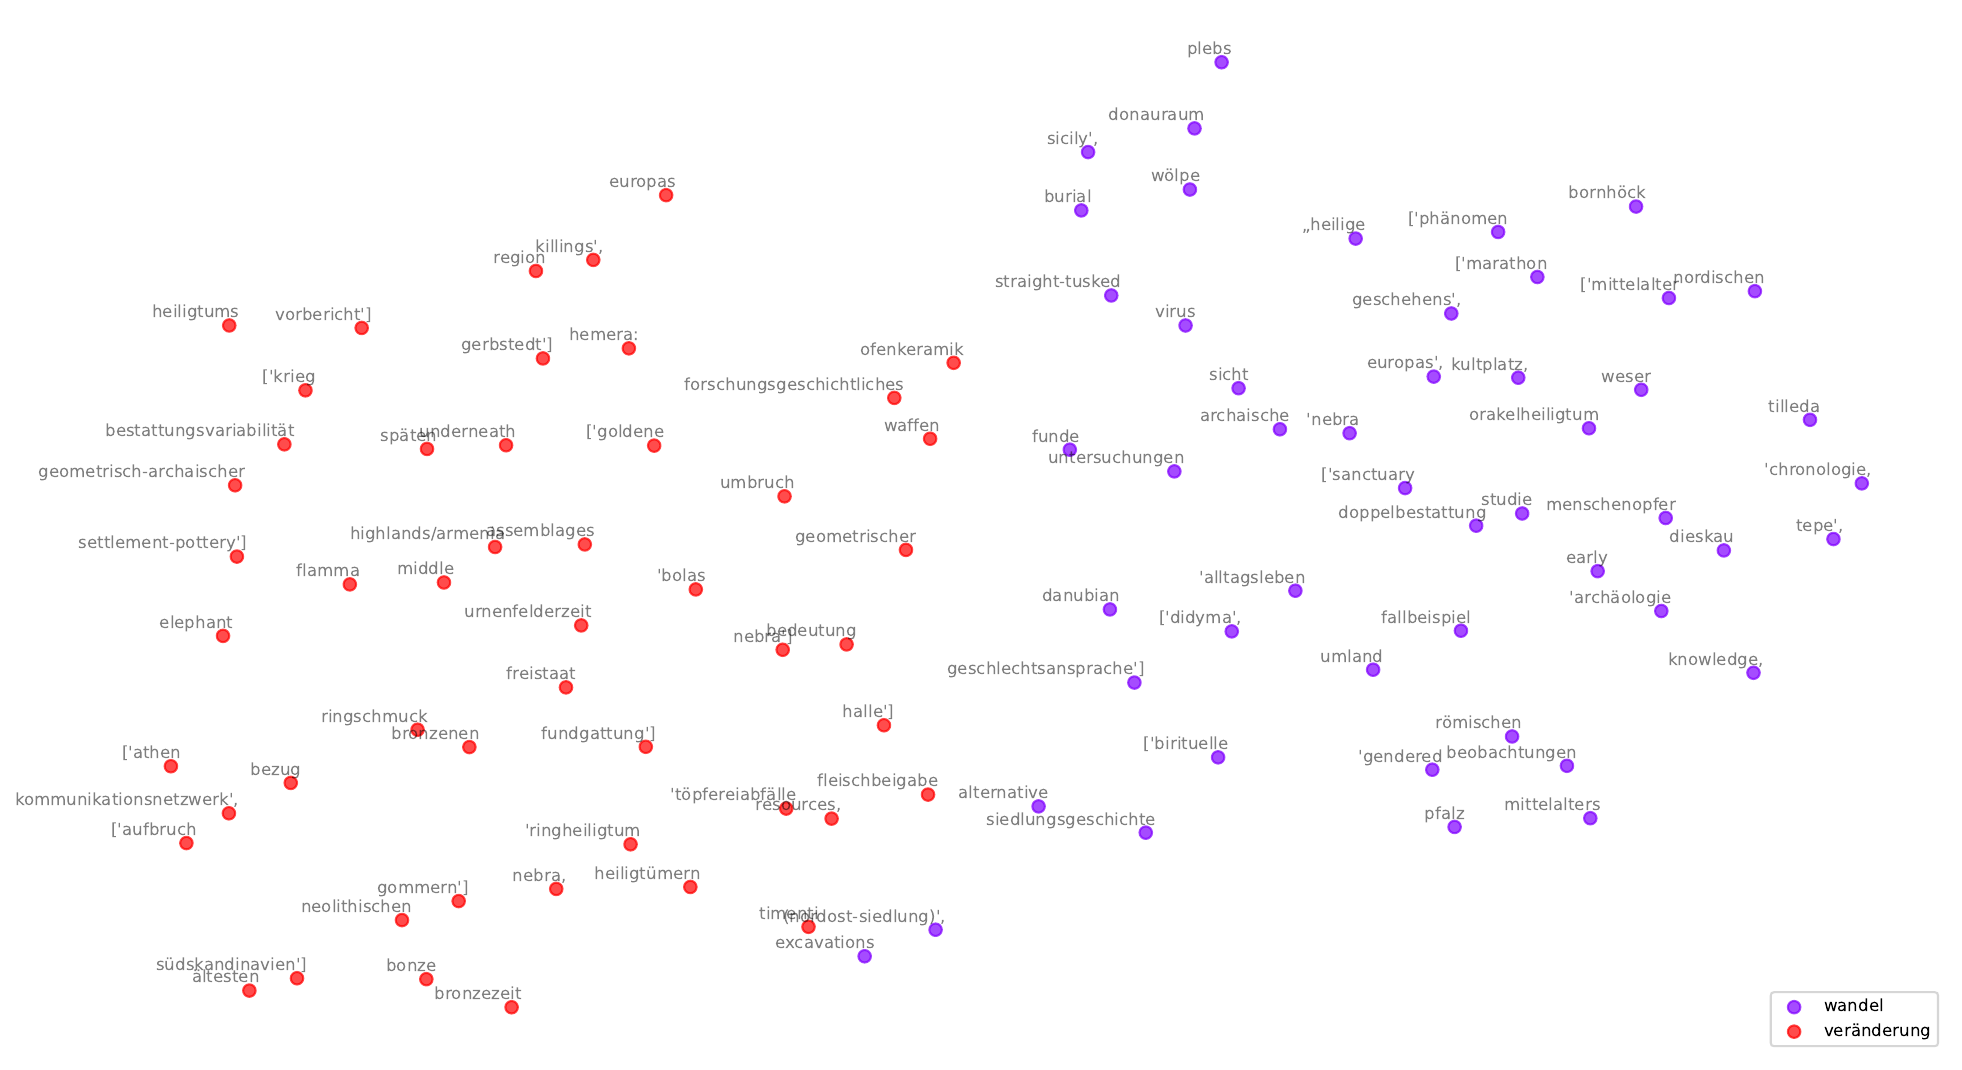 plebs
donauraum
sicily',
wölpe
europas
burial
bornhöck
['phänomen
„heilige
killings',
region
['marathon
nordischen
['mittelalter
straight-tusked
geschehens',
heiligtums
vorbericht']
virus
hemera:
gerbstedt']
ofenkeramik
europas',
kultplatz,
sicht
['krieg
weser
forschungsgeschichtliches
tilleda
archaische
orakelheiligtum
'nebra
waffen
bestattungsvariabilität
underneath
['goldene
späten
funde
untersuchungen
geometrisch-archaischer
'chronologie,
['sanctuary
umbruch
studie
menschenopfer
doppelbestattung
tepe',
assemblages
highlands/armenia
geometrischer
dieskau
settlement-pottery']
early
middle
flamma
'bolas
'alltagsleben
danubian
'archäologie
urnenfelderzeit
['didyma',
fallbeispiel
elephant
bedeutung
nebra']
umland
knowledge,
geschlechtsansprache']
freistaat
halle']
ringschmuck
römischen
bronzenen
fundgattung']
['birituelle
['athen
beobachtungen
'gendered
bezug
fleischbeigabe
alternative
'töpfereiabfälle
kommunikationsnetzwerk',
resources,
mittelalters
pfalz
siedlungsgeschichte
['aufbruch
'ringheiligtum
heiligtümern
nebra,
gommern']
neolithischen
timenti
(nordost-siedlung)',
excavations
südskandinavien']
bonze
ältesten
bronzezeit
wandel
veränderung